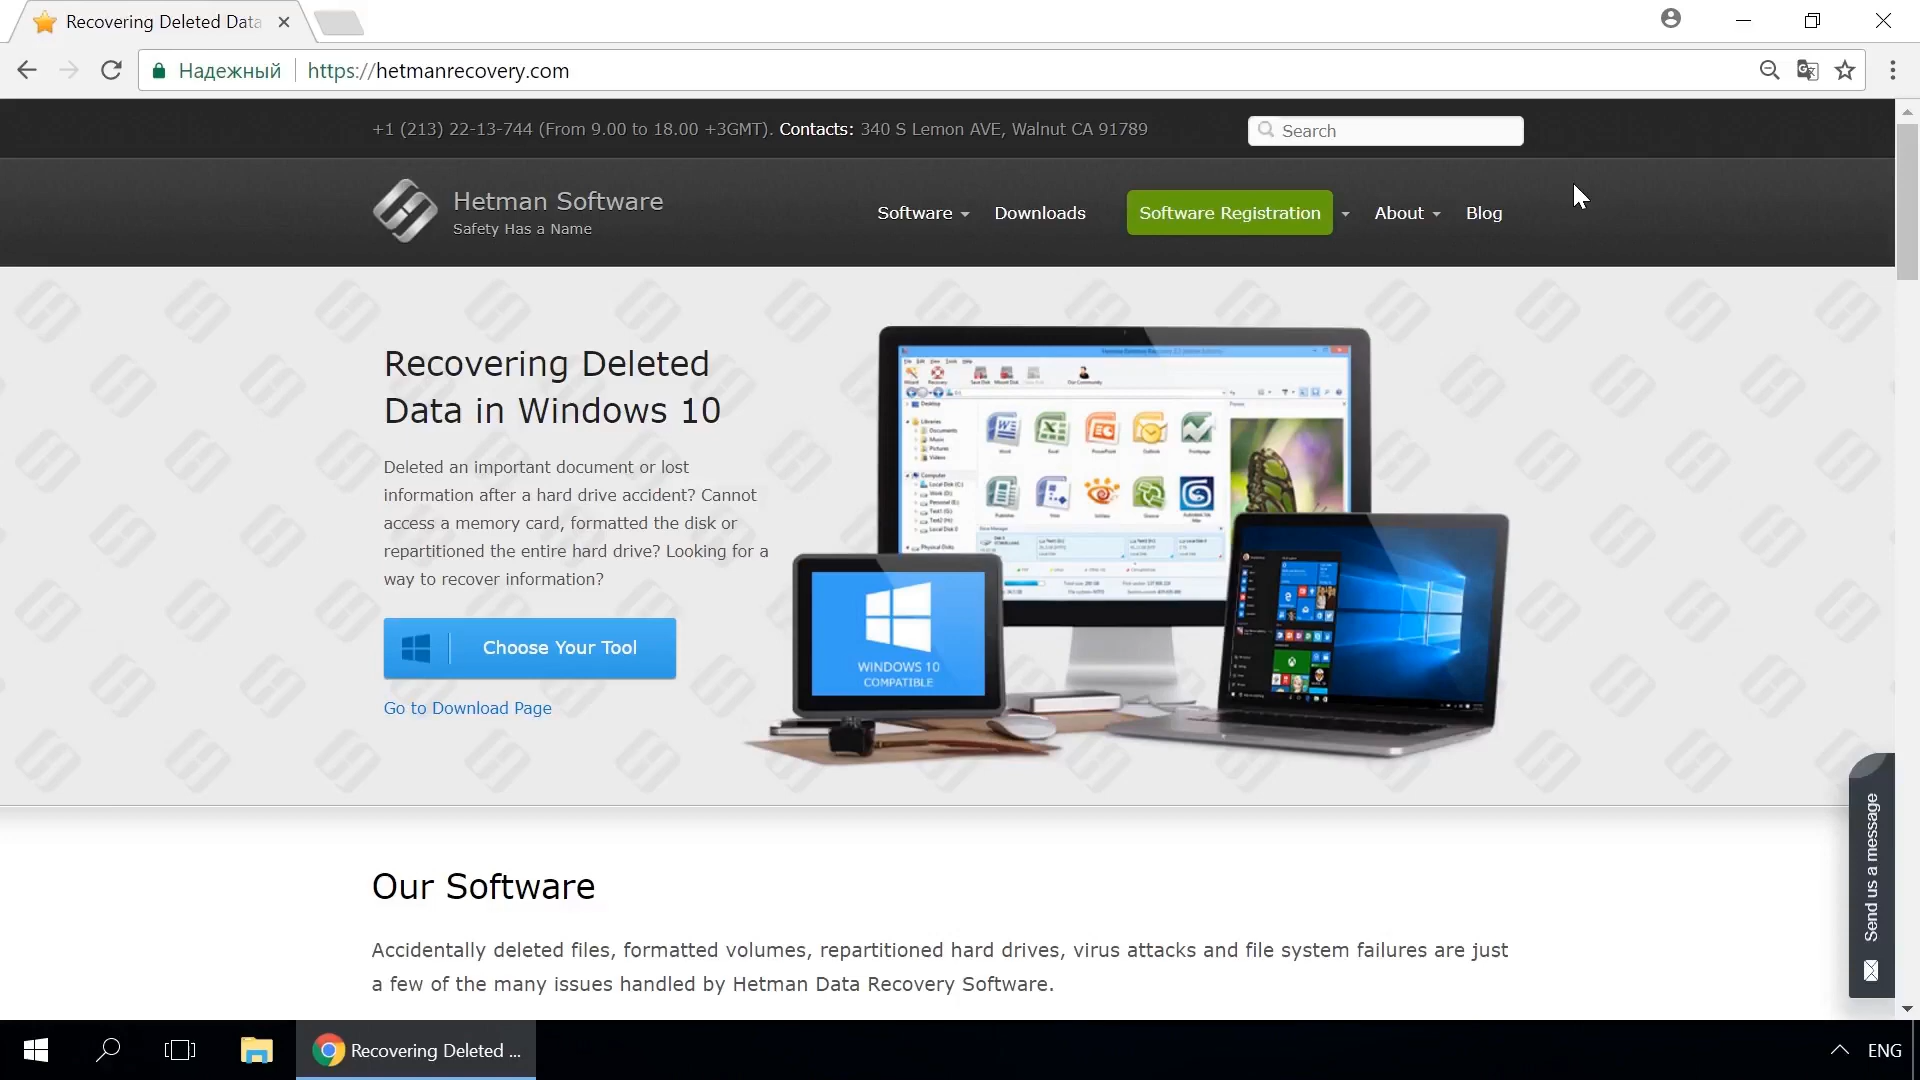 Recovering Deleted Data
Надежный
https://hetmanrecovery.com
+1 (213) 22-13-744 (From 9.00 to 18.00 +3GMT). Contacts: 340 S Lemon AVE, Walnut CA 91789
Search
Hetman Software
Safety Has a Name
Software
Downloads
Software Registration
About
Blog
Recovering Deleted
Data in Windows 10
Deleted an important document or lost
information after a hard drive accident? Cannot
access a memory card, formatted the disk or
repartitioned the entire hard drive? Looking for a
way to recover information?
Choose Your Tool
Go to Download Page
WINDOWS 10
COMPATIBLE
Send us a message
Our Software
Accidentally deleted files, formatted volumes, repartitioned hard drives, virus attacks and file system failures are just
a few of the many issues handled by Hetman Data Recovery Software.
Recovering Deleted ...
ENG